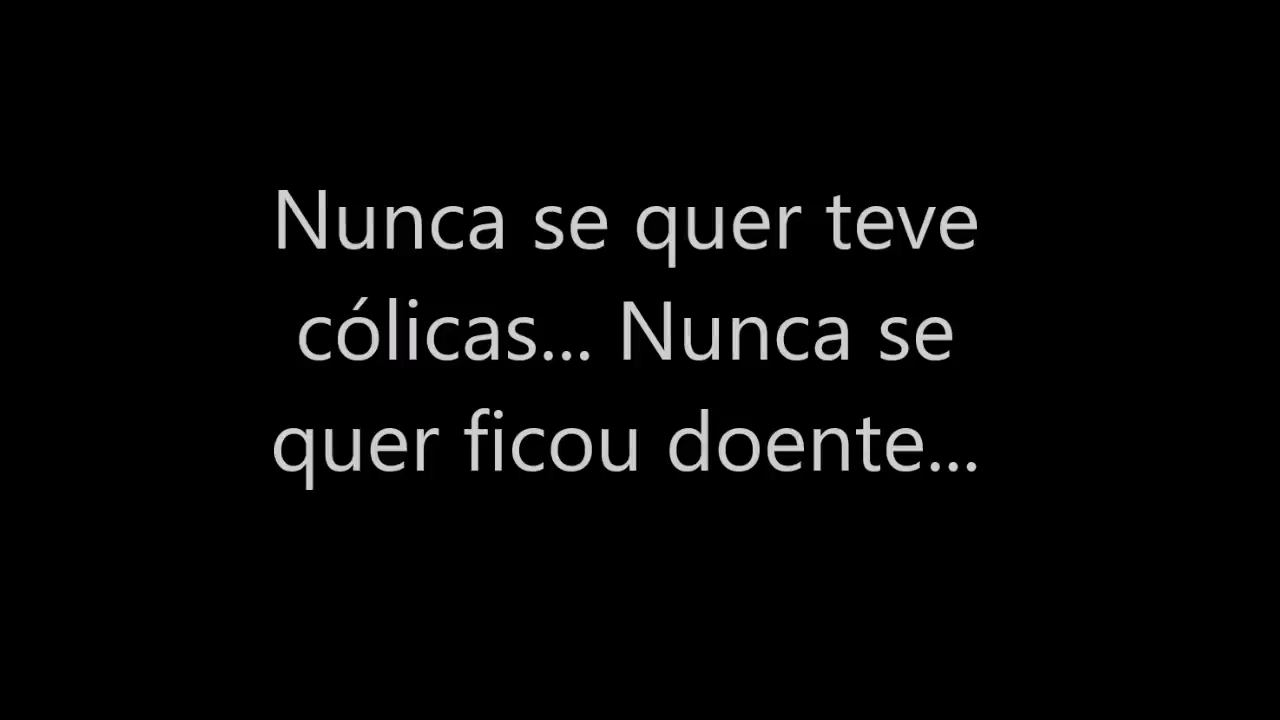 Nunca se quer teve
cólicas... Nunca se
quer ficou doente...